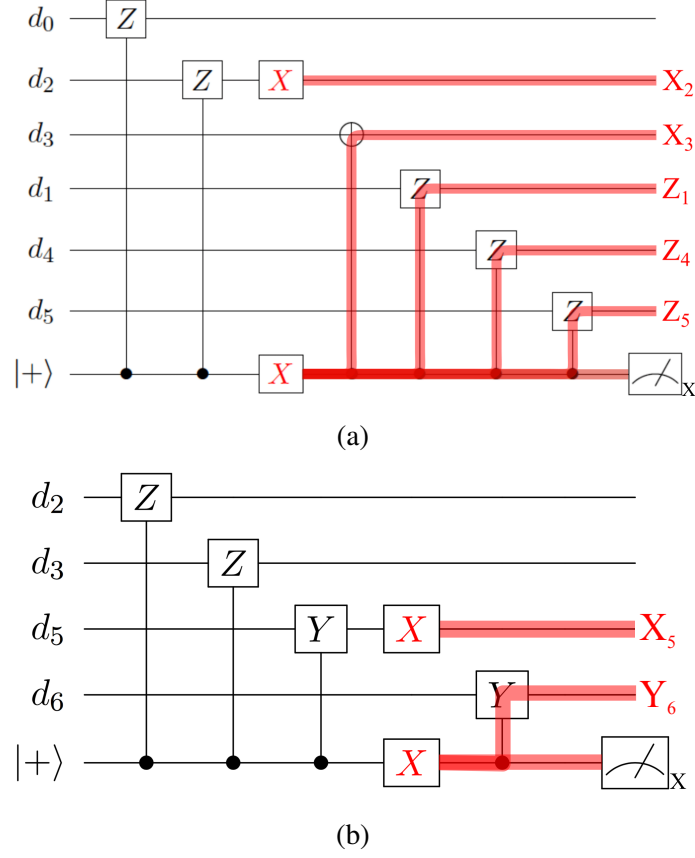 d0 Z
d2 Z X X2
d3 X3
d1 Z Z1
d4 Z Z4
d5 Z Z5
|+⟩ X X
(a)
d2 Z
d3 Z
d5 Y X X5
d6 Y Y6
|+⟩ X X
(b)